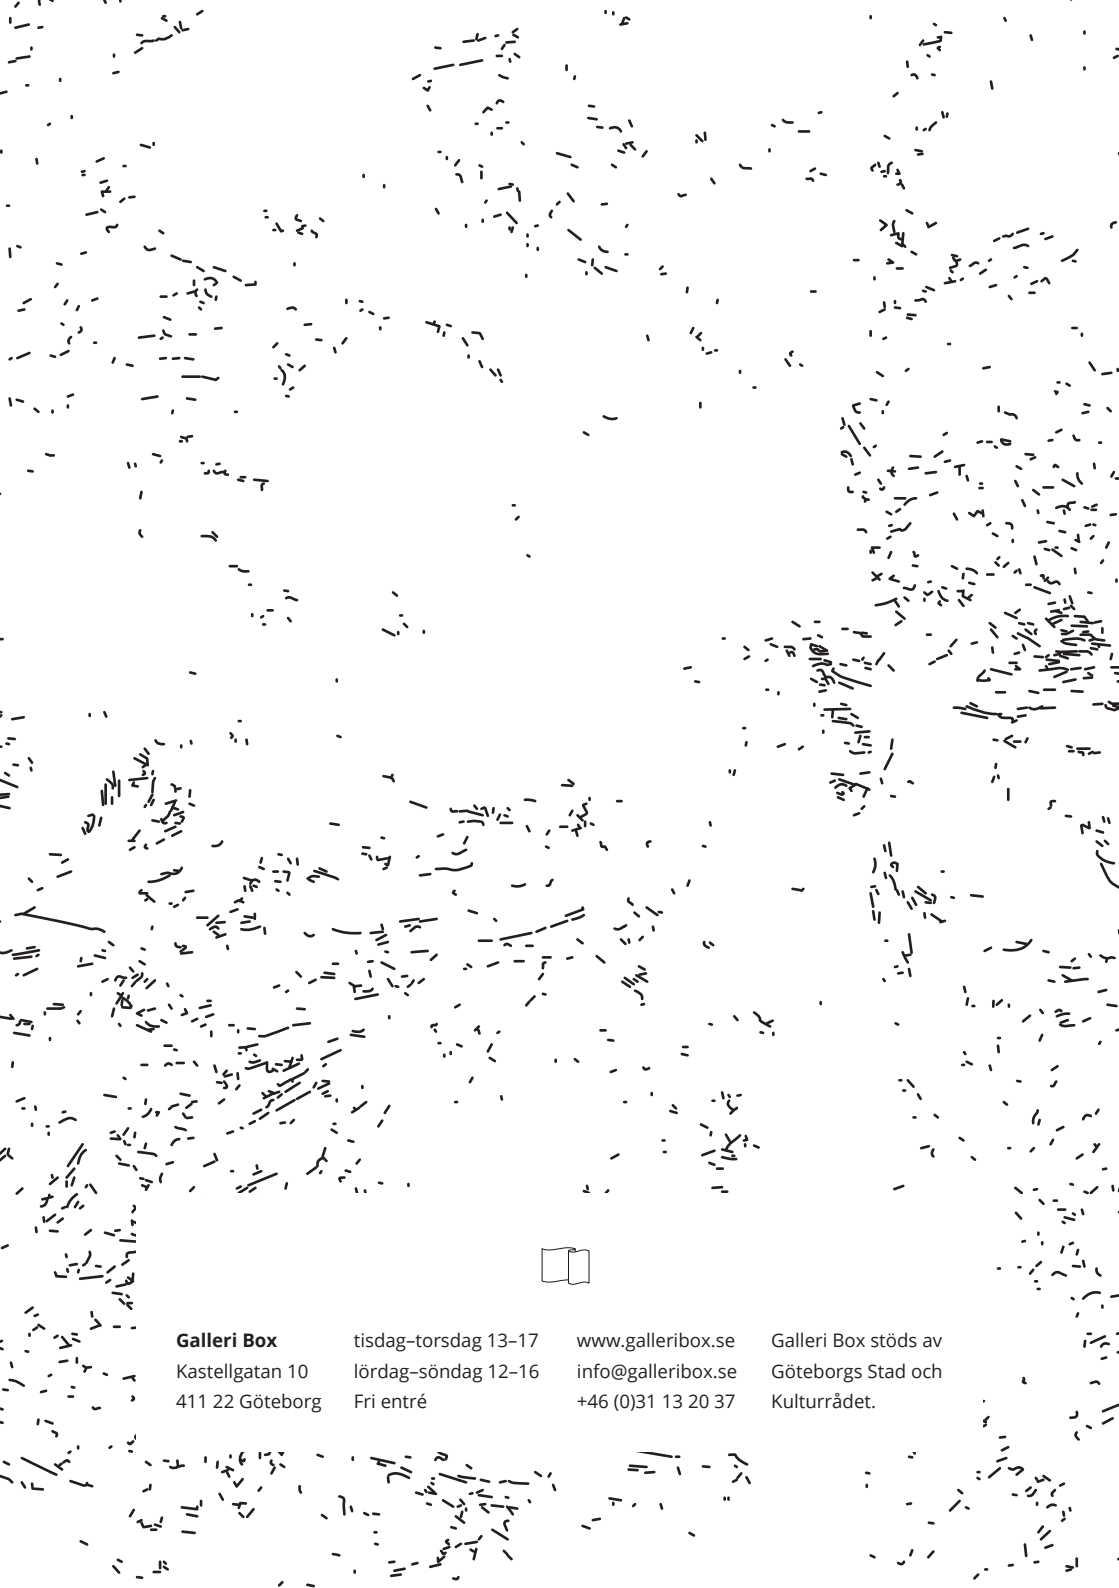 Galleri Box
Kastellgatan 10
411 22 Göteborg
tisdag–torsdag 13–17
lördag–söndag 12–16
Fri entré
www.galleribox.se
info@galleribox.se
+46 (0)31 13 20 37
Galleri Box stöds av
Göteborgs Stad och
Kulturrådet.